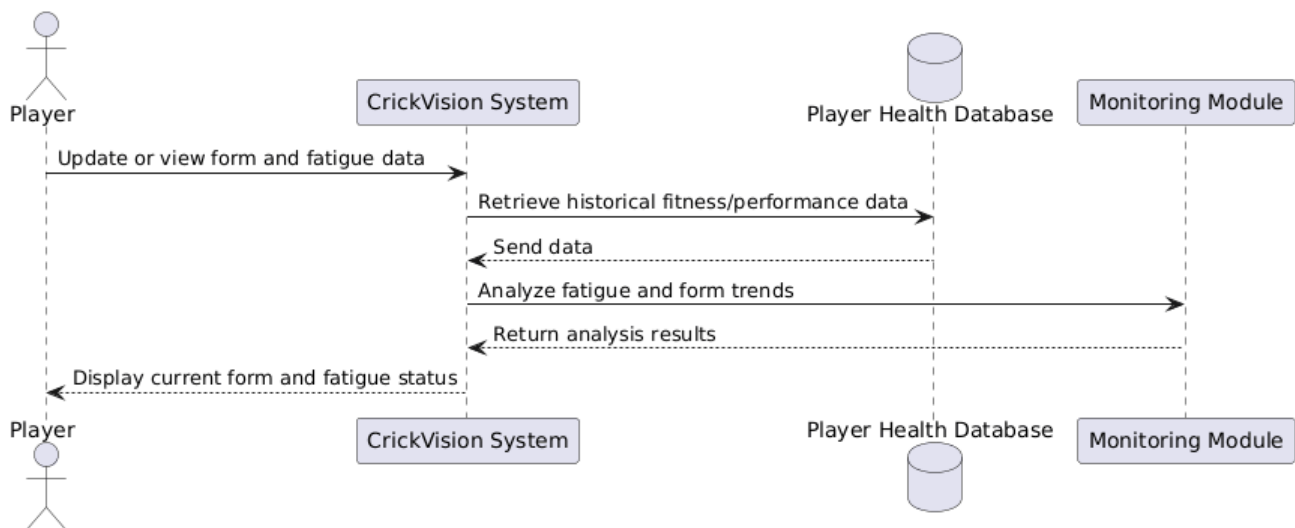 Player
CrickVision System
Player Health Database
Monitoring Module
Update or view form and fatigue data
Retrieve historical fitness/performance data
Send data
Analyze fatigue and form trends
Return analysis results
Display current form and fatigue status
Player
CrickVision System
Player Health Database
Monitoring Module